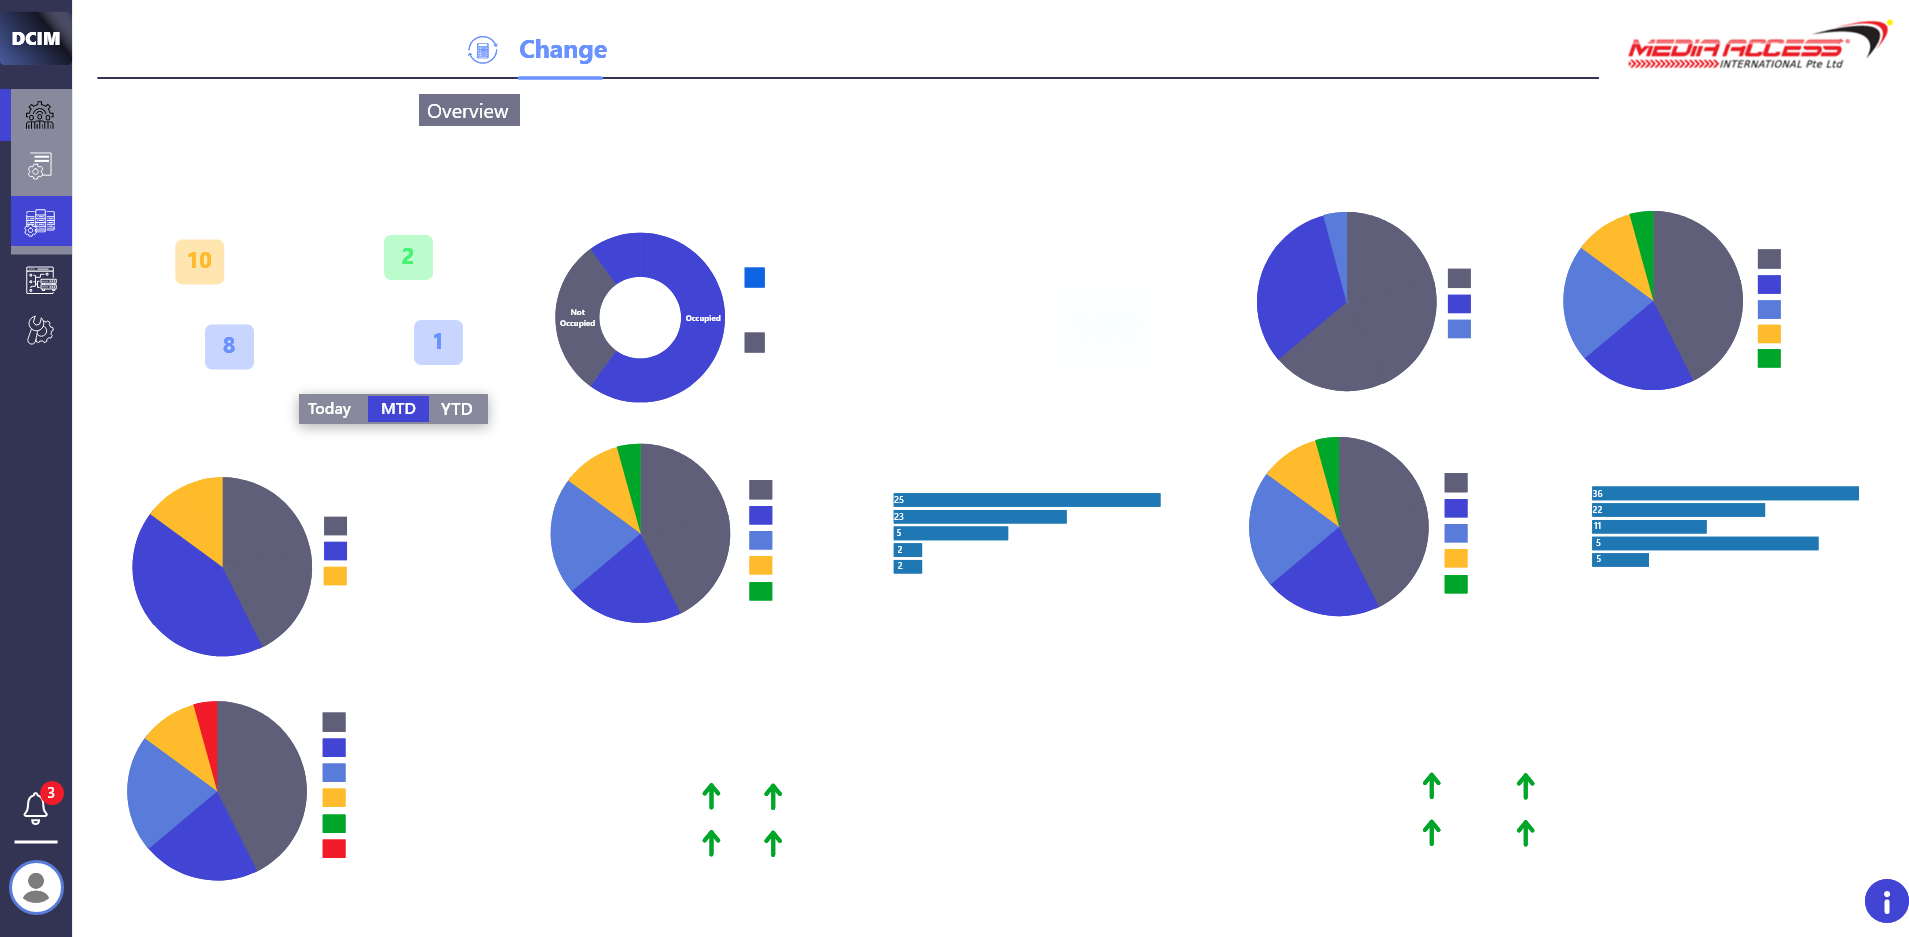 DCIM
Change
MEDIA ACCESS
INTERNATIONAL Pte Ltd
Overview
10
2
8
1
Not
Occupied
Occupied
Today MTD YTD
25
23
5
2
2
36
22
11
5
5
3